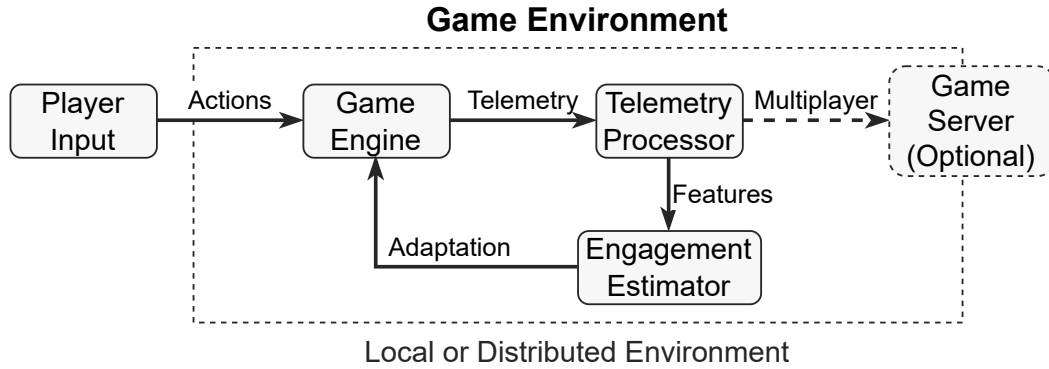 Game Environment
Player
Input
Actions
Game
Engine
Telemetry
Telemetry
Processor
Multiplayer
Game
Server
(Optional)
Features
Adaptation
Engagement
Estimator
Local or Distributed Environment